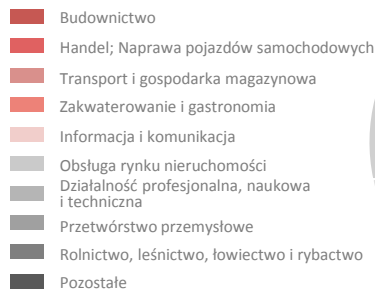 Budownictwo
Handel; Naprawa pojazdów samochodowych
Transport i gospodarka magazynowa
Zakwaterowanie i gastronomia
Informacja i komunikacja
Obsługa rynku nieruchomości
Działalność profesjonalna, naukowa
i techniczna
Przetwórstwo przemysłowe
Rolnictwo, leśnictwo, łowiectwo i rybactwo
Pozostałe